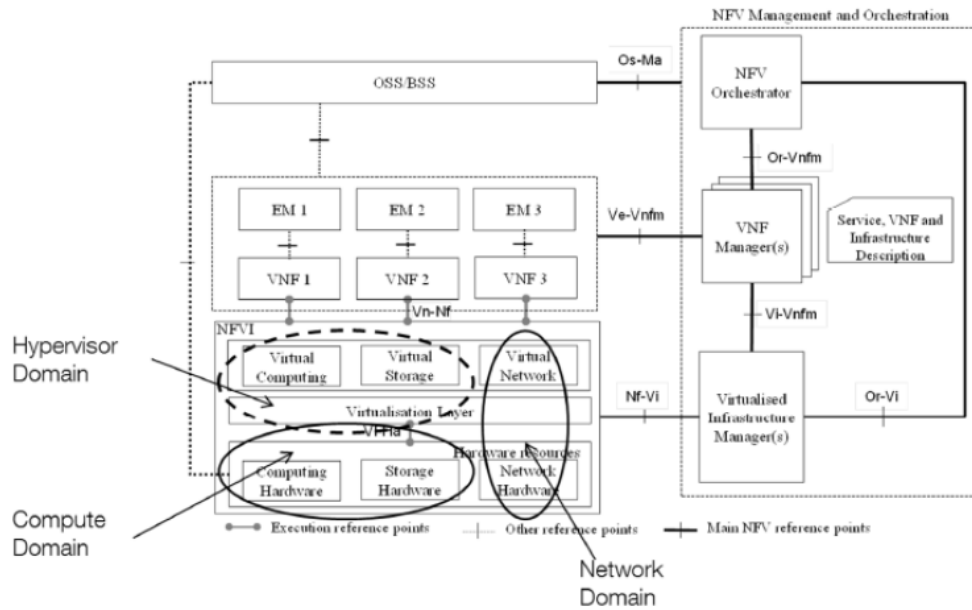 NFV Management and Orchestration
Os-Ma
OSS/BSS
NFV
Orchestrator
Or-Vnfm
EM 1
EM 2
EM 3
Ve-Vnfm
VNF
Manager(s)
Service, VNF and
Infrastructure
Description
VNF 1
VNF 2
VNF 3
Vn-Nf
Vi-Vnfm
NFVI
Hypervisor
Domain
Virtual
Computing
Virtual
Storage
Virtual
Network
Virtualisation Layer
Nf-Vi
Virtualised
Infrastructure
Manager(s)
Or-Vi
Hardware resources
Computing
Hardware
Storage
Hardware
Network
Hardware
Compute
Domain
Execution reference points
Other reference points
Main NFV reference points
Network
Domain